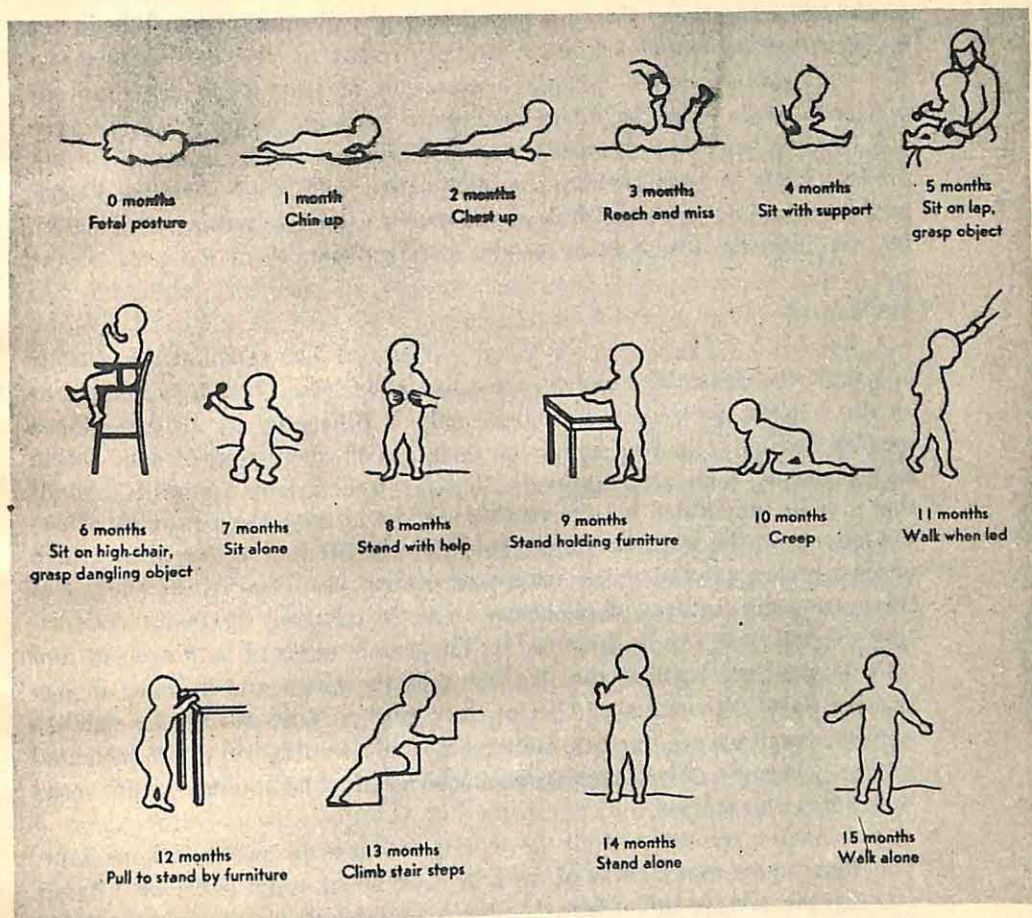 0 months
Fetal posture
1 month
Chin up
2 months
Chest up
3 months
Reach and miss
4 months
Sit with support
5 months
Sit on lap,
grasp object
6 months
Sit on high-chair,
grasp dangling object
7 months
Sit alone
8 months
Stand with help
9 months
Stand holding furniture
10 months
Creep
11 months
Walk when led
12 months
Pull to stand by furniture
13 months
Climb stair steps
14 months
Stand alone
15 months
Walk alone